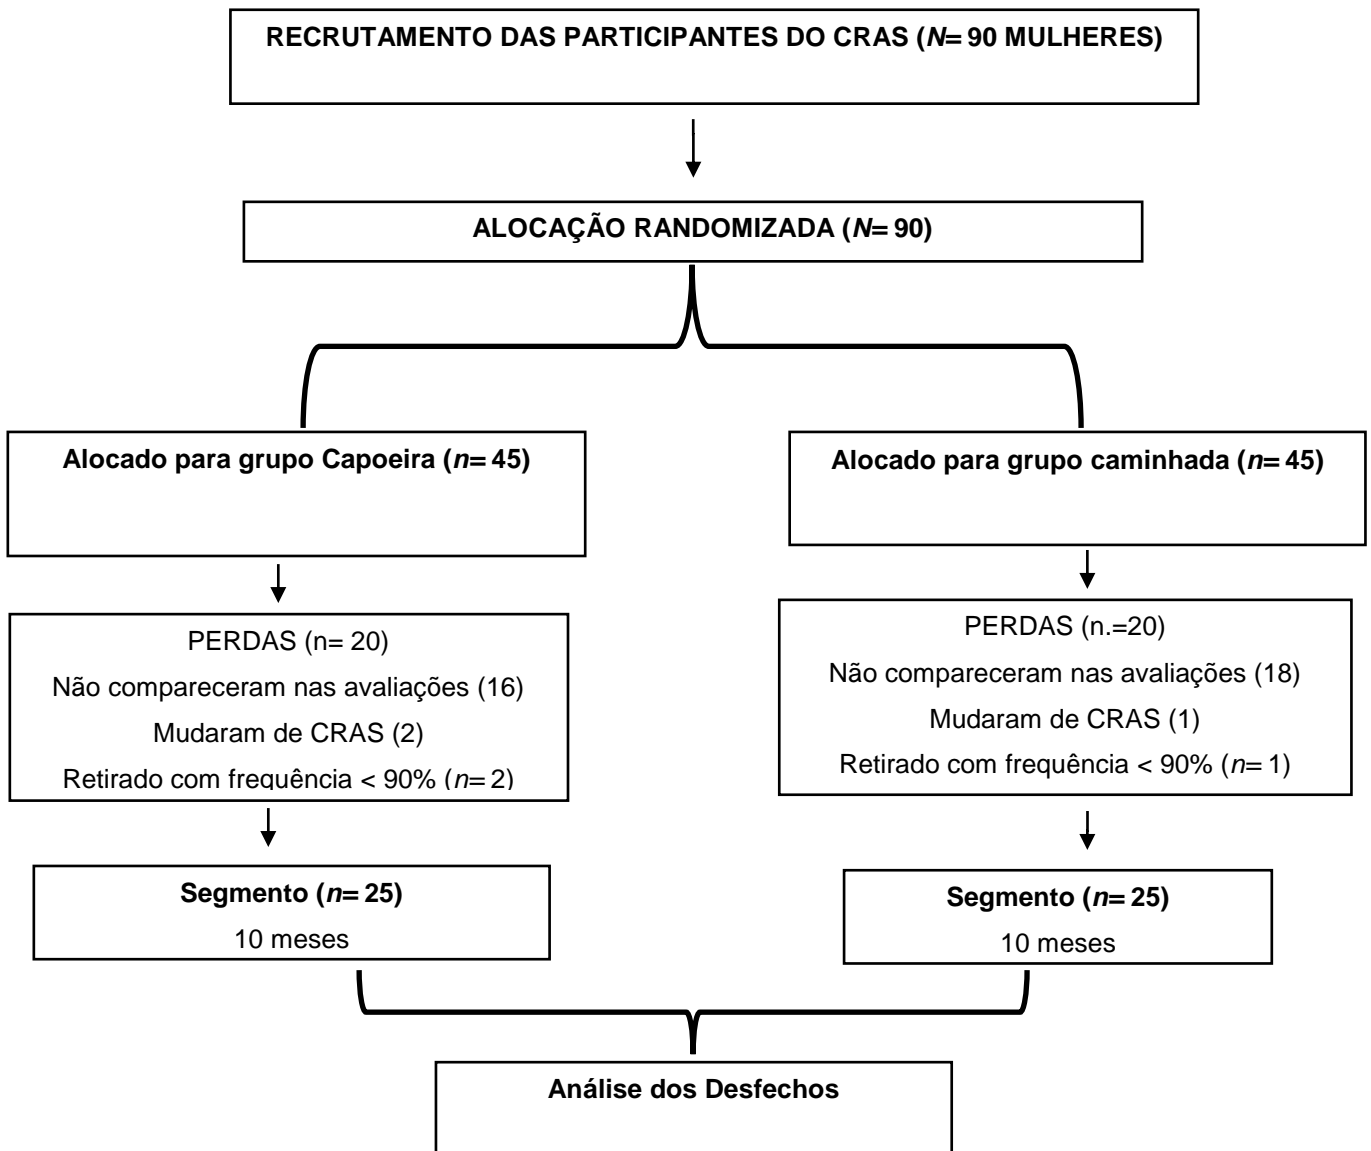 RECRUTAMENTO DAS PARTICIPANTES DO CRAS (N= 90 MULHERES)
ALOCAÇÃO RANDOMIZADA (N= 90)
Alocado para grupo Capoeira (n= 45)
Alocado para grupo caminhada (n= 45)
PERDAS (n= 20)
Não compareceram nas avaliações (16)
Mudaram de CRAS (2)
Retirado com frequência < 90% (n= 2)
PERDAS (n.=20)
Não compareceram nas avaliações (18)
Mudaram de CRAS (1)
Retirado com frequência < 90% (n= 1)
Segmento (n= 25)
10 meses
Segmento (n= 25)
10 meses
Análise dos Desfechos